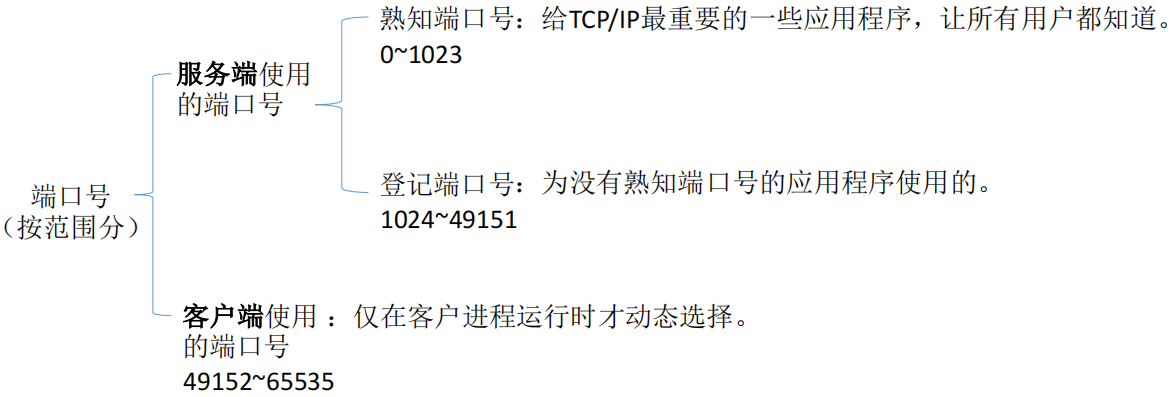 端口号
（按范围分）
服务端使用
的端口号
熟知端口号：给TCP/IP最重要的一些应用程序，让所有用户都知道。
0~1023
登记端口号：为没有熟知端口号的应用程序使用的。
1024~49151
客户端使用：仅在客户进程运行时才动态选择。
的端口号
49152~65535